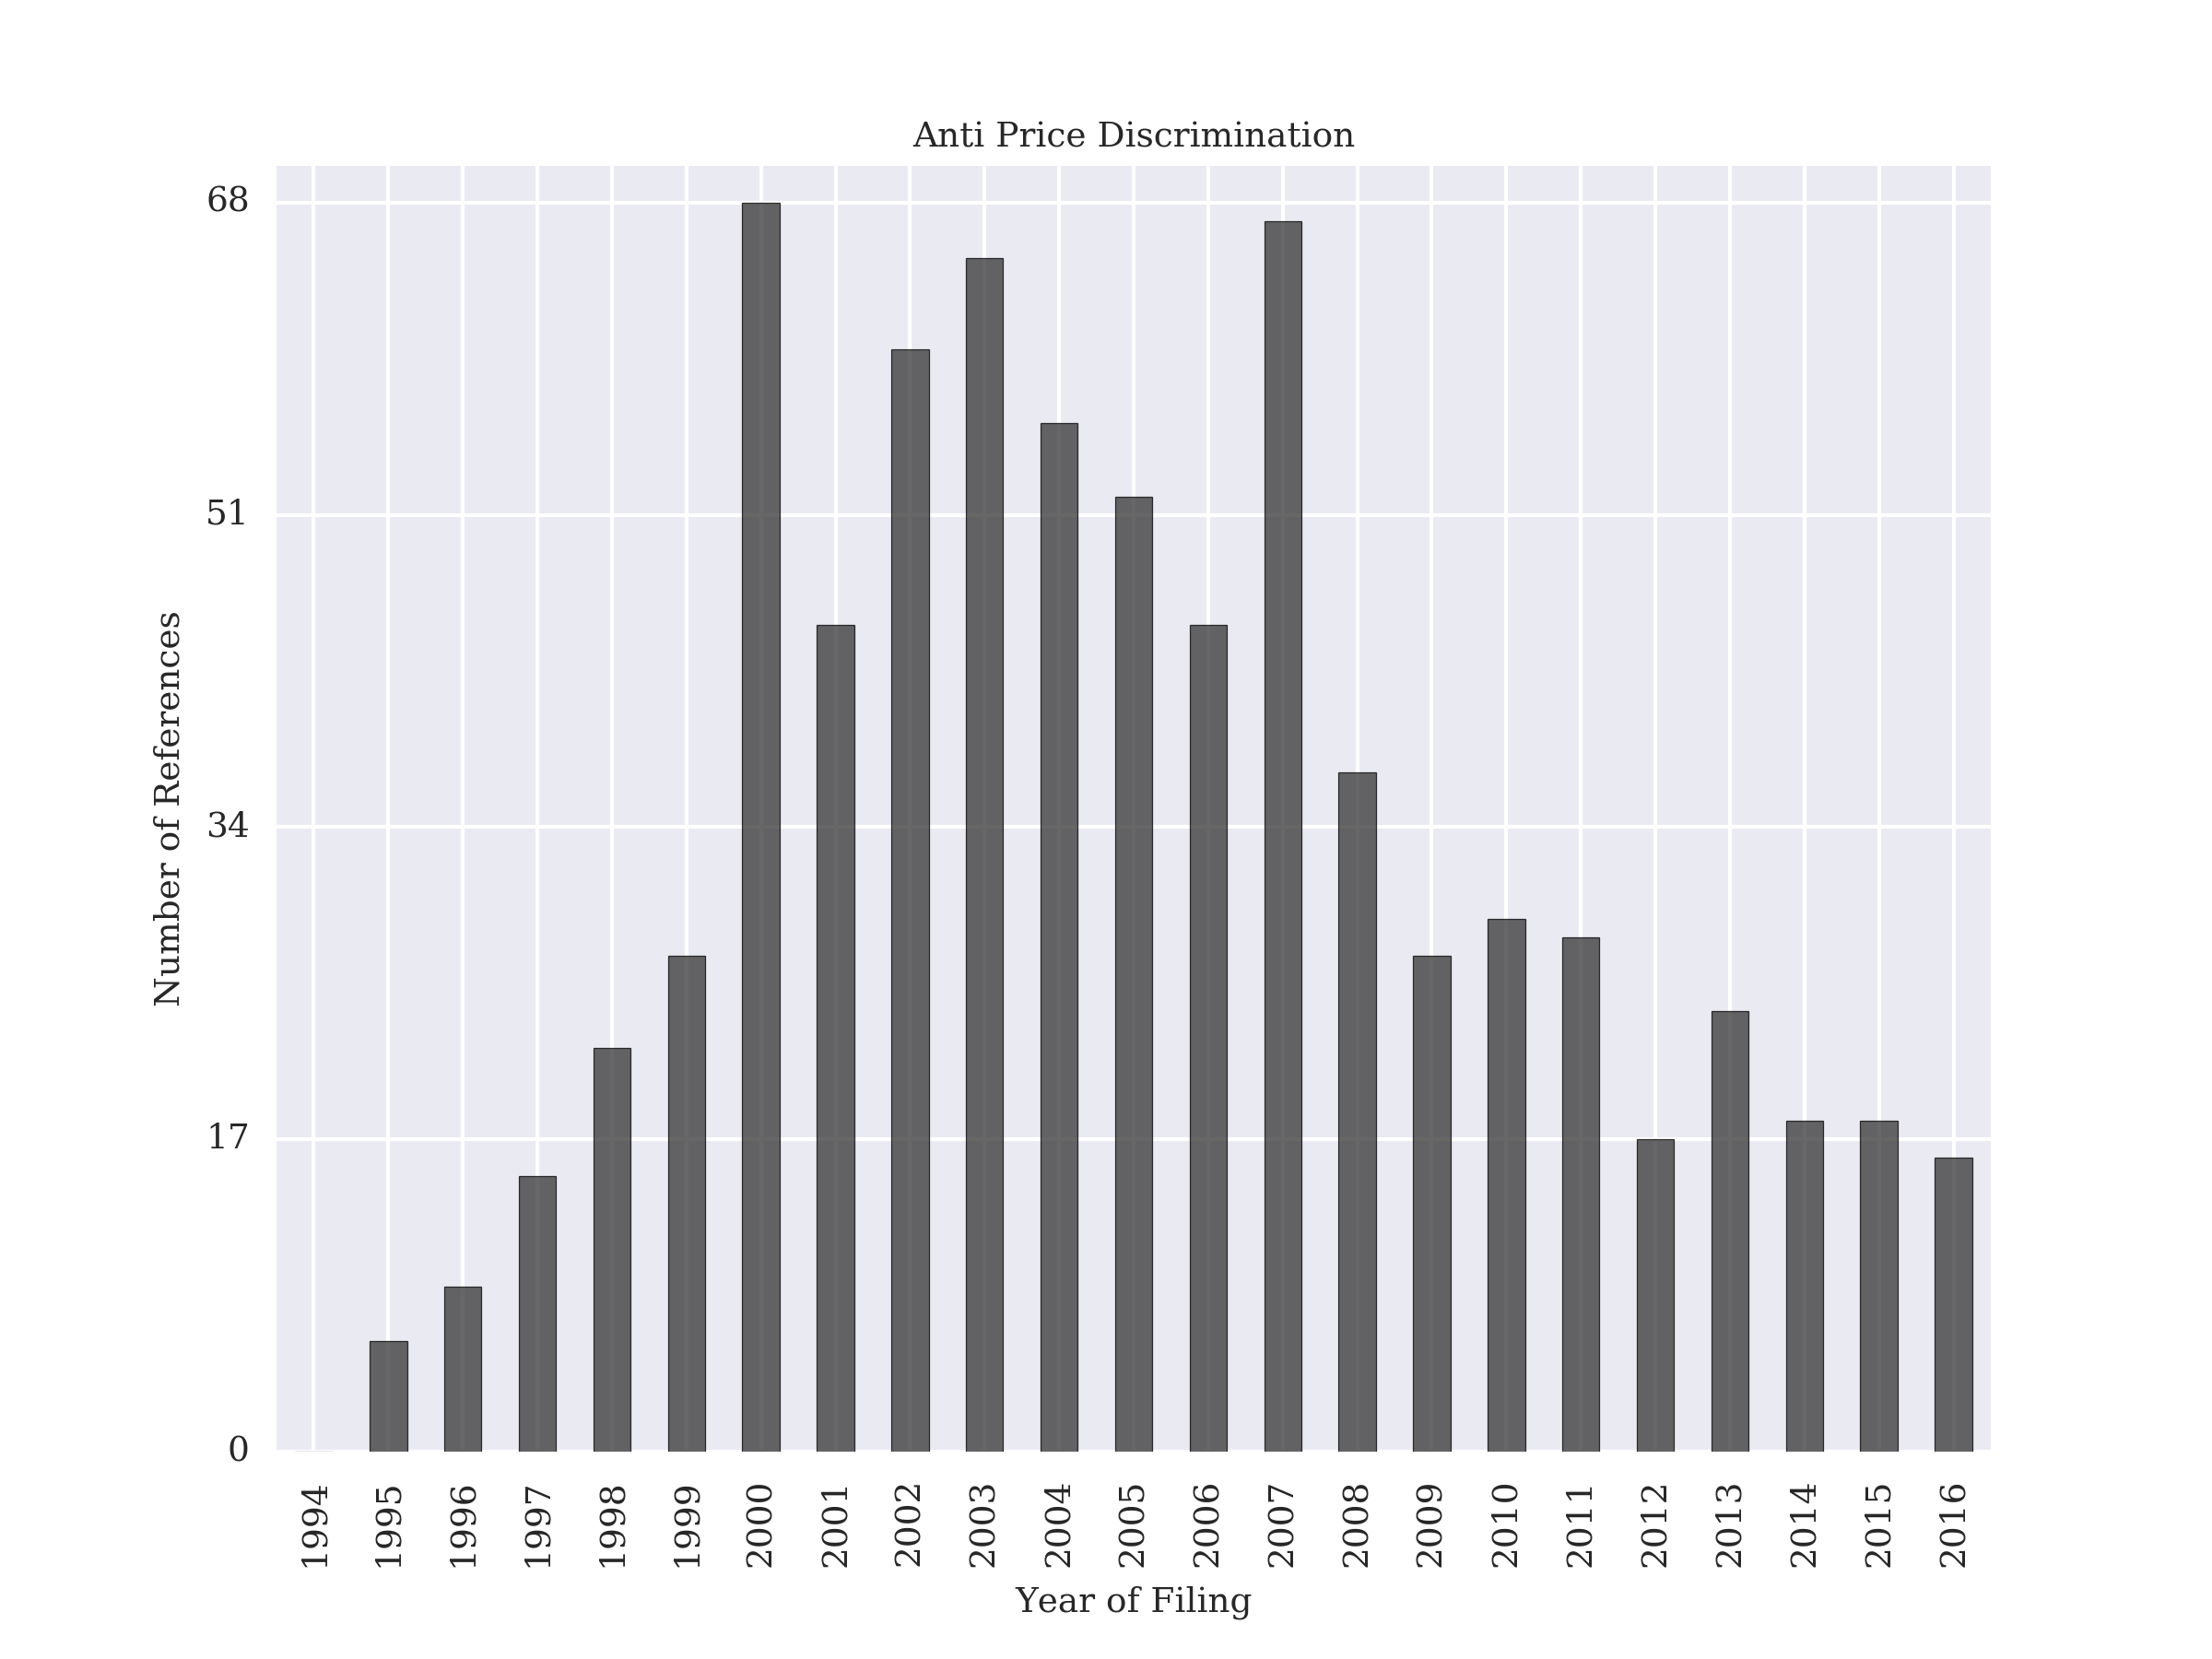 Anti Price Discrimination
68
51
34
17
0
Number of References
1994 1995 1996 1997 1998 1999 2000 2001 2002 2003 2004 2005 2006 2007 2008 2009 2010 2011 2012 2013 2014 2015 2016
Year of Filing